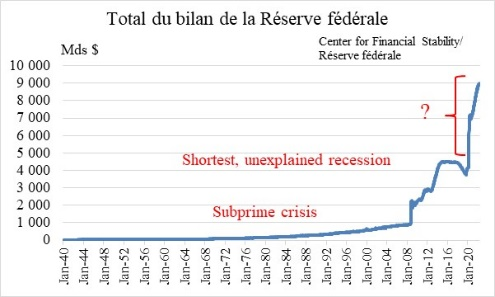 Total du bilan de la Réserve fédérale
Mds $
Center for Financial Stability/
Réserve fédérale
10 000
9 000
8 000
7 000
6 000
5 000
4 000
3 000
2 000
1 000
0
?
Shortest, unexplained recession
Subprime crisis
Jan-40
Jan-44
Jan-48
Jan-52
Jan-56
Jan-60
Jan-64
Jan-68
Jan-72
Jan-76
Jan-80
Jan-84
Jan-88
Jan-92
Jan-96
Jan-00
Jan-04
Jan-08
Jan-12
Jan-16
Jan-20